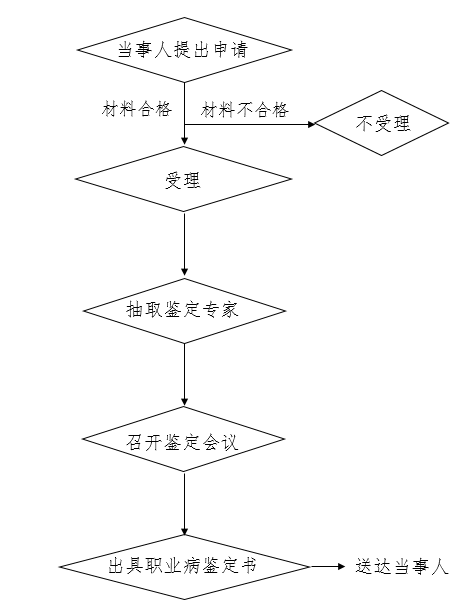 当事人提出申请
材料合格
材料不合格
不受理
受理
抽取鉴定专家
召开鉴定会议
出具职业病鉴定书
送达当事人